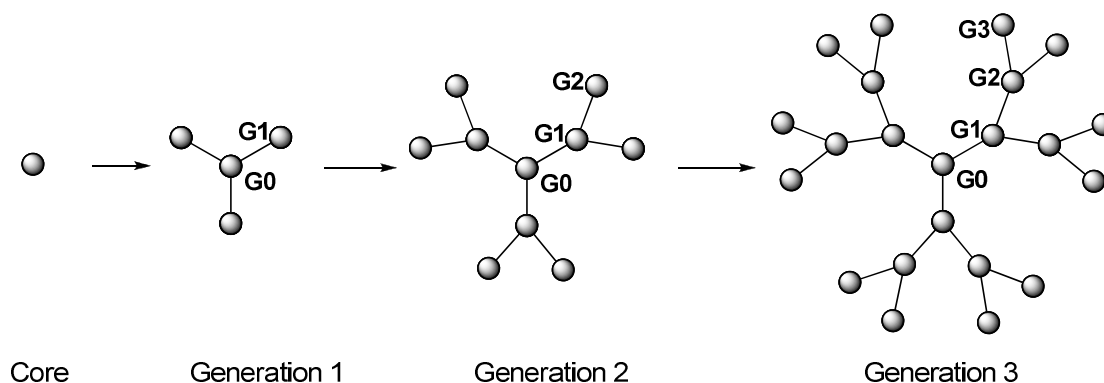 G3
G2
G2
G1
G1
G1
G0
G0
G0
Core
Generation 1
Generation 2
Generation 3